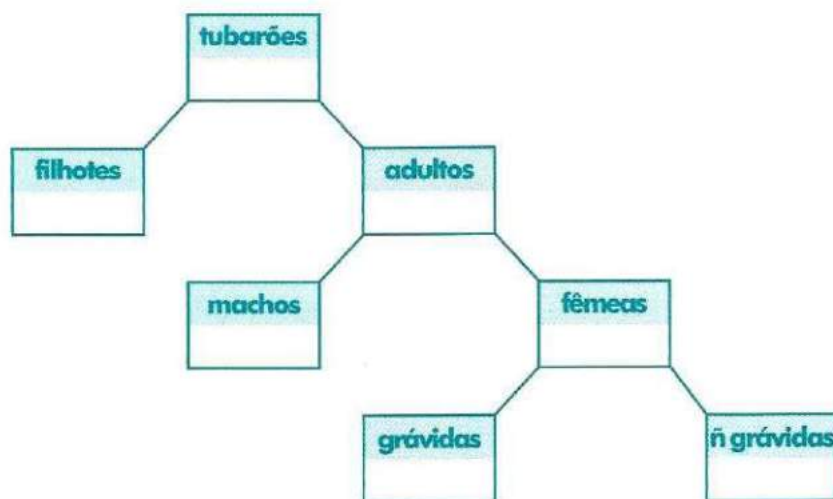 tubarões
filhotes
adultos
machos
fêmeas
grávidas
ñ grávidas